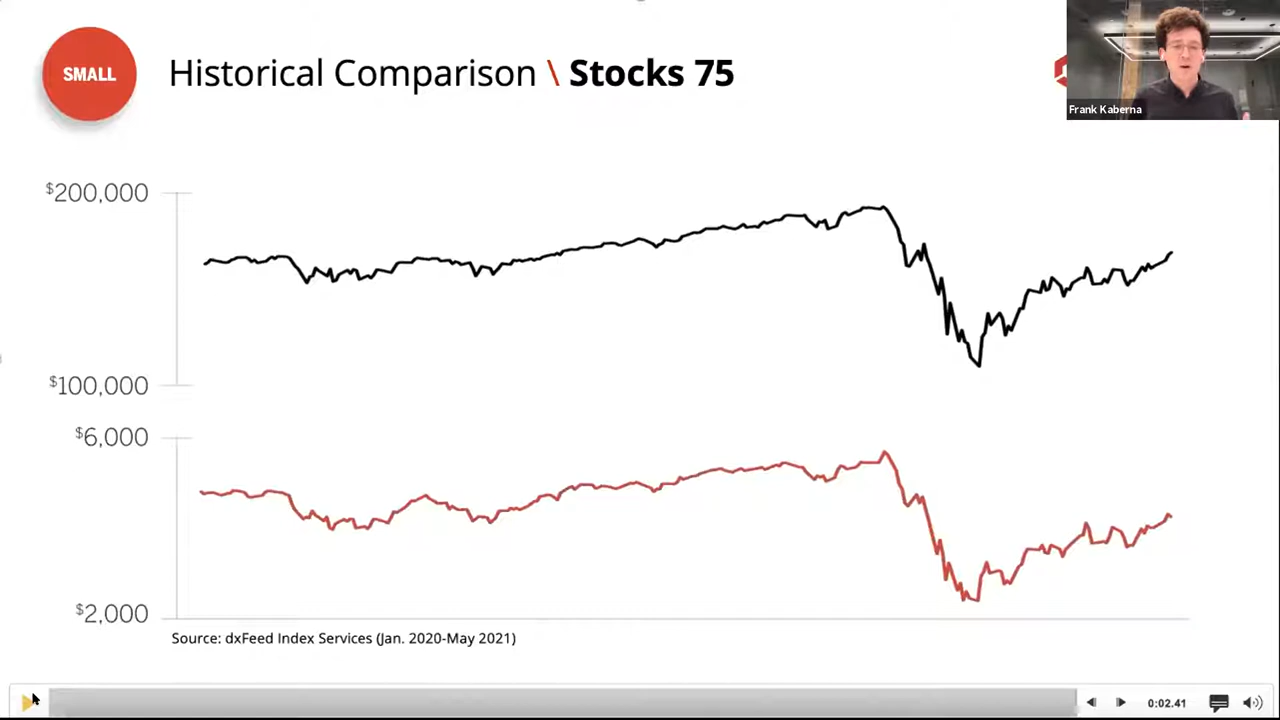 SMALL
Historical Comparison \ Stocks 75
Frank Kaberna
$200,000
$100,000
$6,000
$2,000
Source: dxFeed Index Services (Jan. 2020-May 2021)
0:02.41